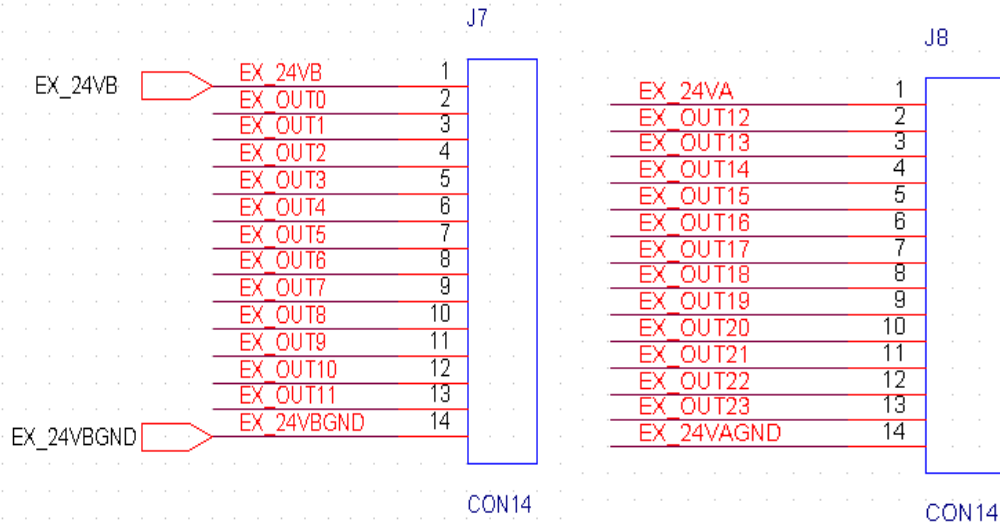 J7
EX_24VB
EX_24VB 1
EX_OUT0 2
EX_OUT1 3
EX_OUT2 4
EX_OUT3 5
EX_OUT4 6
EX_OUT5 7
EX_OUT6 8
EX_OUT7 9
EX_OUT8 10
EX_OUT9 11
EX_OUT10 12
EX_OUT11 13
EX_24VBGND 14
EX_24VBGND
CON14
J8
EX_24VA 1
EX_OUT12 2
EX_OUT13 3
EX_OUT14 4
EX_OUT15 5
EX_OUT16 6
EX_OUT17 7
EX_OUT18 8
EX_OUT19 9
EX_OUT20 10
EX_OUT21 11
EX_OUT22 12
EX_OUT23 13
EX_24VAGND 14
CON14